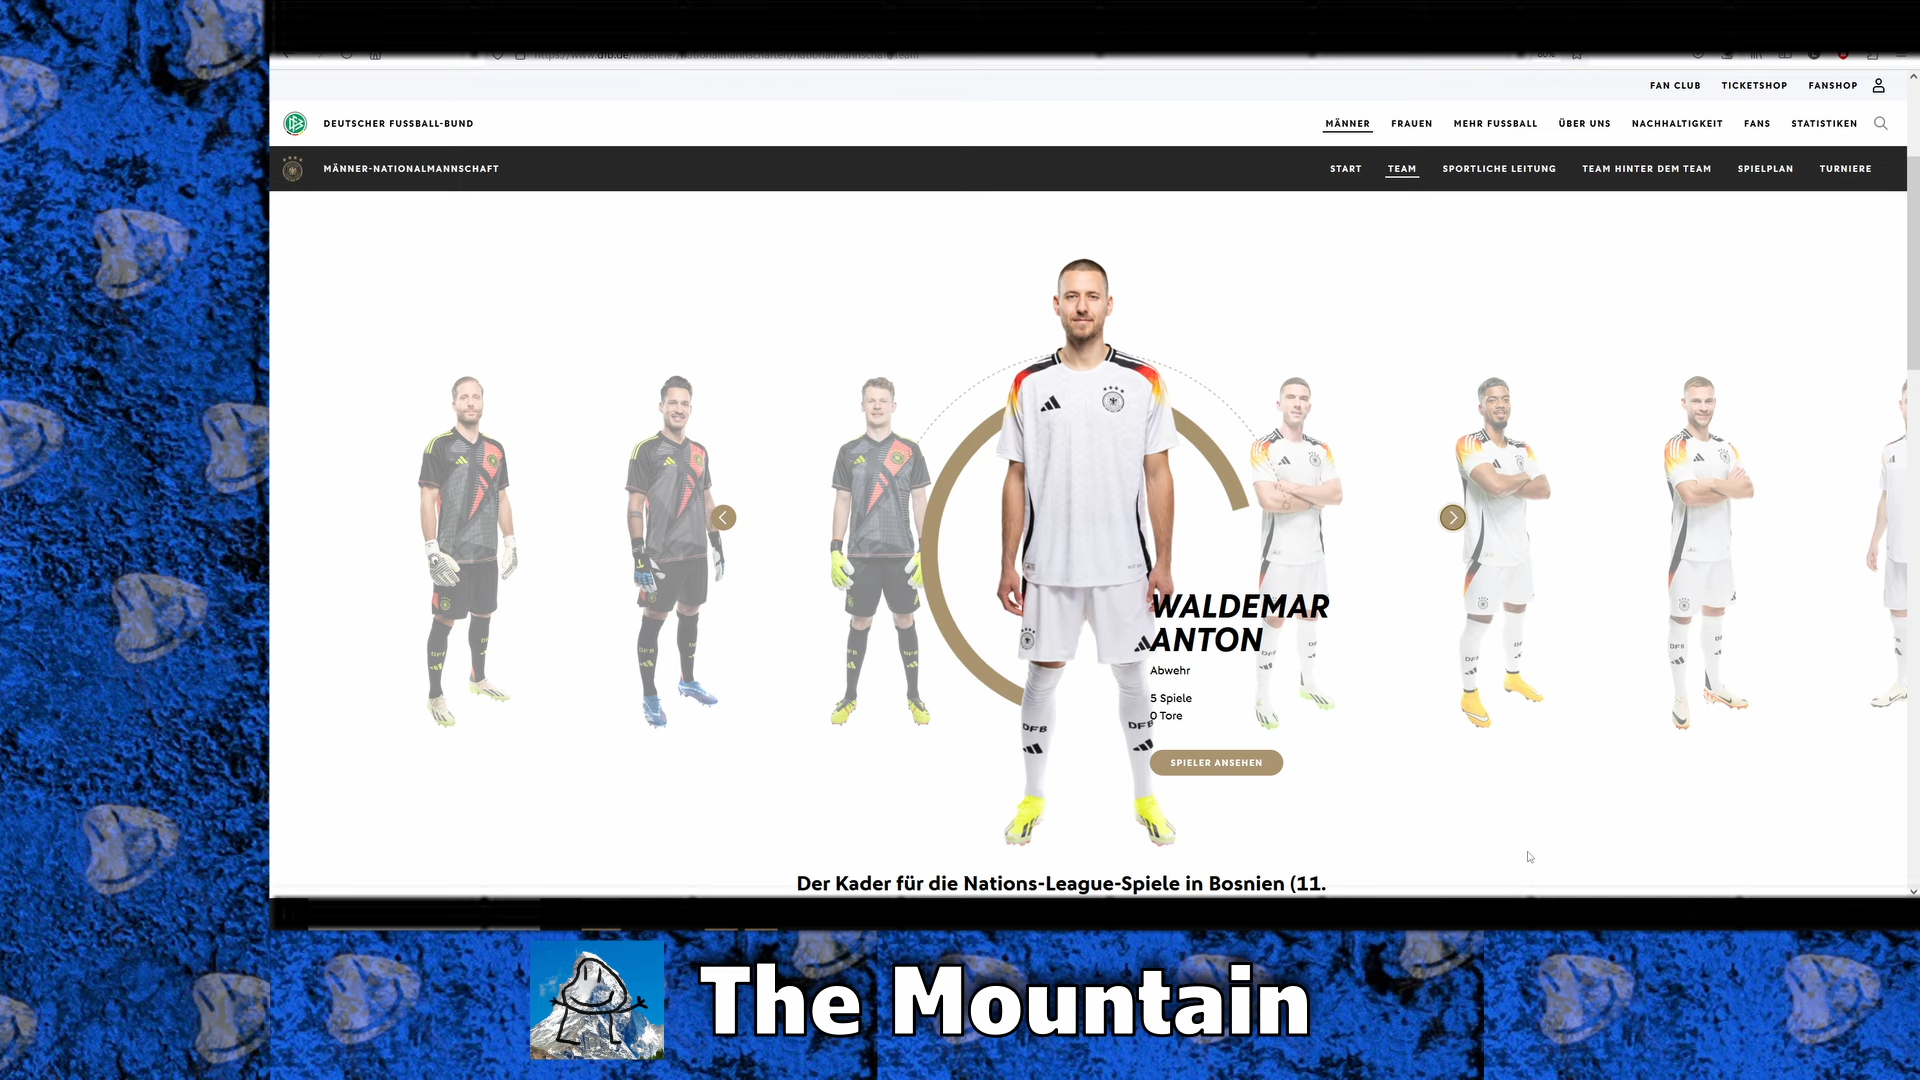 FAN CLUB TICKETSHOP FANSHOP
DEUTSCHER FUSSBALL-BUND
MÄNNER FRAUEN MEHR FUSSBALL ÜBER UNS NACHHALTIGKEIT FANS STATISTIKEN
MÄNNER-NATIONALMANNSCHAFT
START TEAM SPORTLICHE LEITUNG TEAM HINTER DEM TEAM SPIELPLAN TURNIERE
WALDEMAR
ANTON
Abwehr
5 Spiele
0 Tore
DFB DFB
SPIELER ANSEHEN
Der Kader für die Nations-League-Spiele in Bosnien (11.
The Mountain